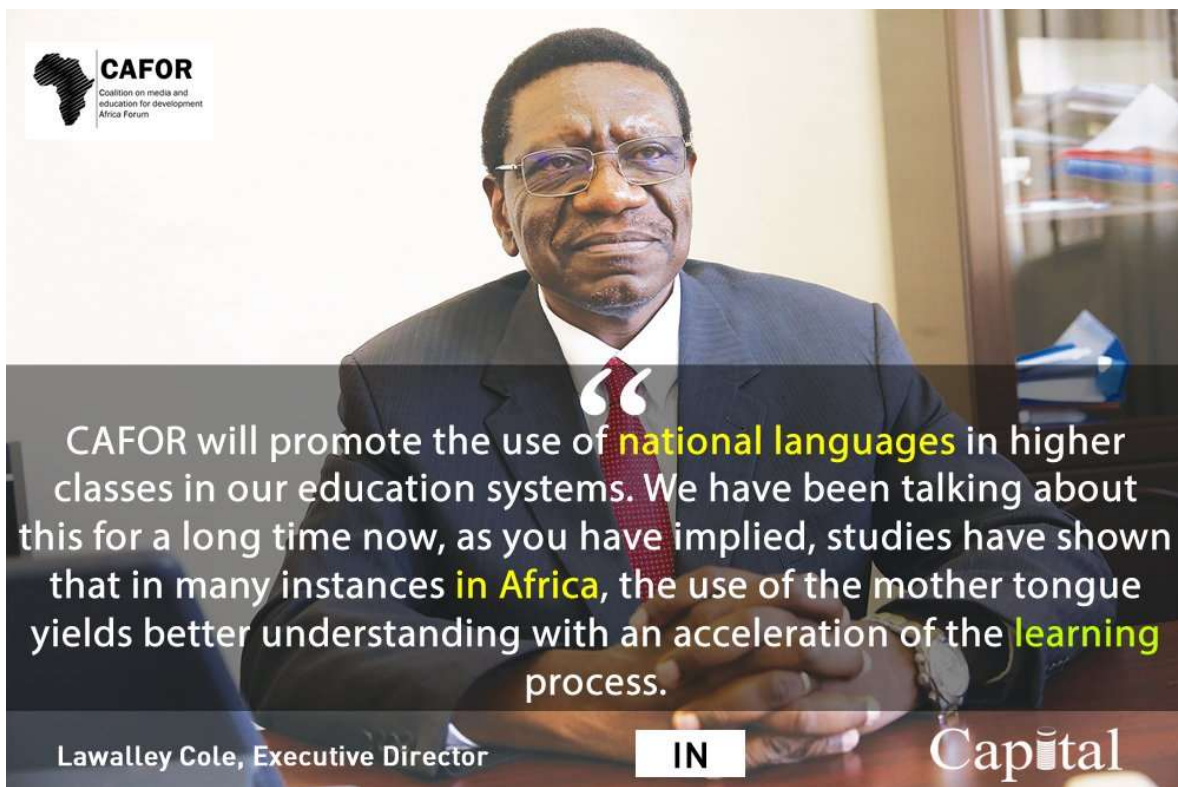 CAFOR
Coalition on media and
education for development
Africa Forum
“
CAFOR will promote the use of national languages in higher
classes in our education systems. We have been talking about
this for a long time now, as you have implied, studies have shown
that in many instances in Africa, the use of the mother tongue
yields better understanding with an acceleration of the learning
process.
Lawalley Cole, Executive Director
IN
Capital